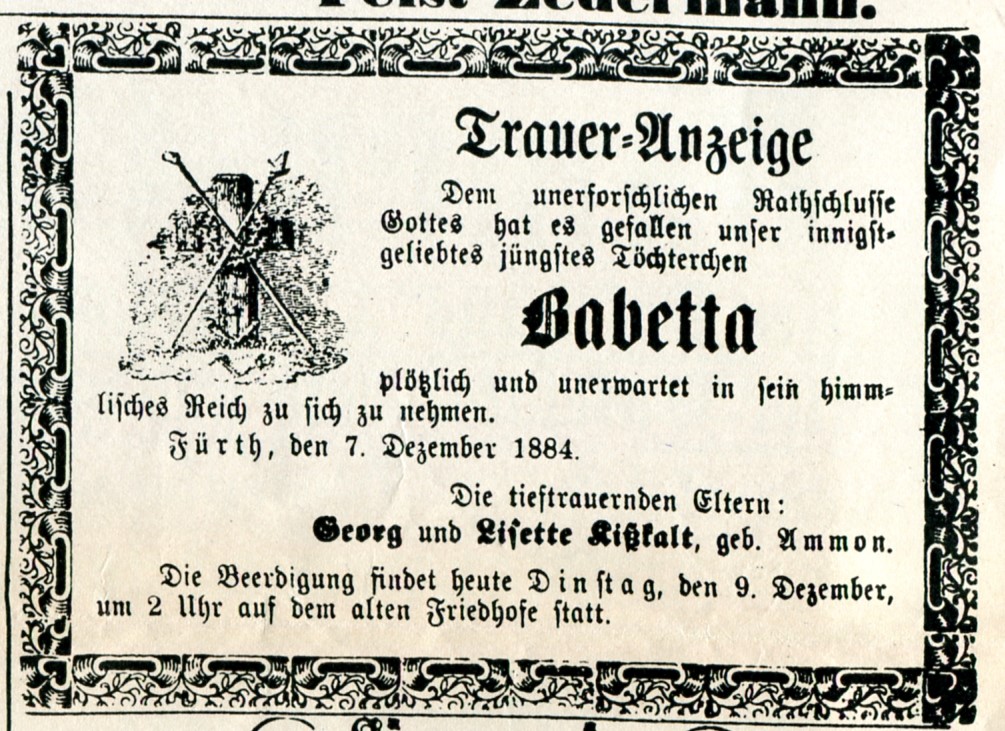 Trauer-Anzeige
Dem unerforschlichen Rathschlusse
Gottes hat es gefallen unser innigst-
geliebtes jüngstes Töchterchen
Babetta
plötzlich und unerwartet in sein himm-
lisches Reich zu sich zu nehmen.
Fürth, den 7. Dezember 1884.
Die tieftrauernden Eltern:
Georg und Lisette Kißkalt, geb. Ammon.
Die Beerdigung findet heute Dinstag, den 9. Dezember,
um 2 Uhr auf dem alten Friedhofe statt.